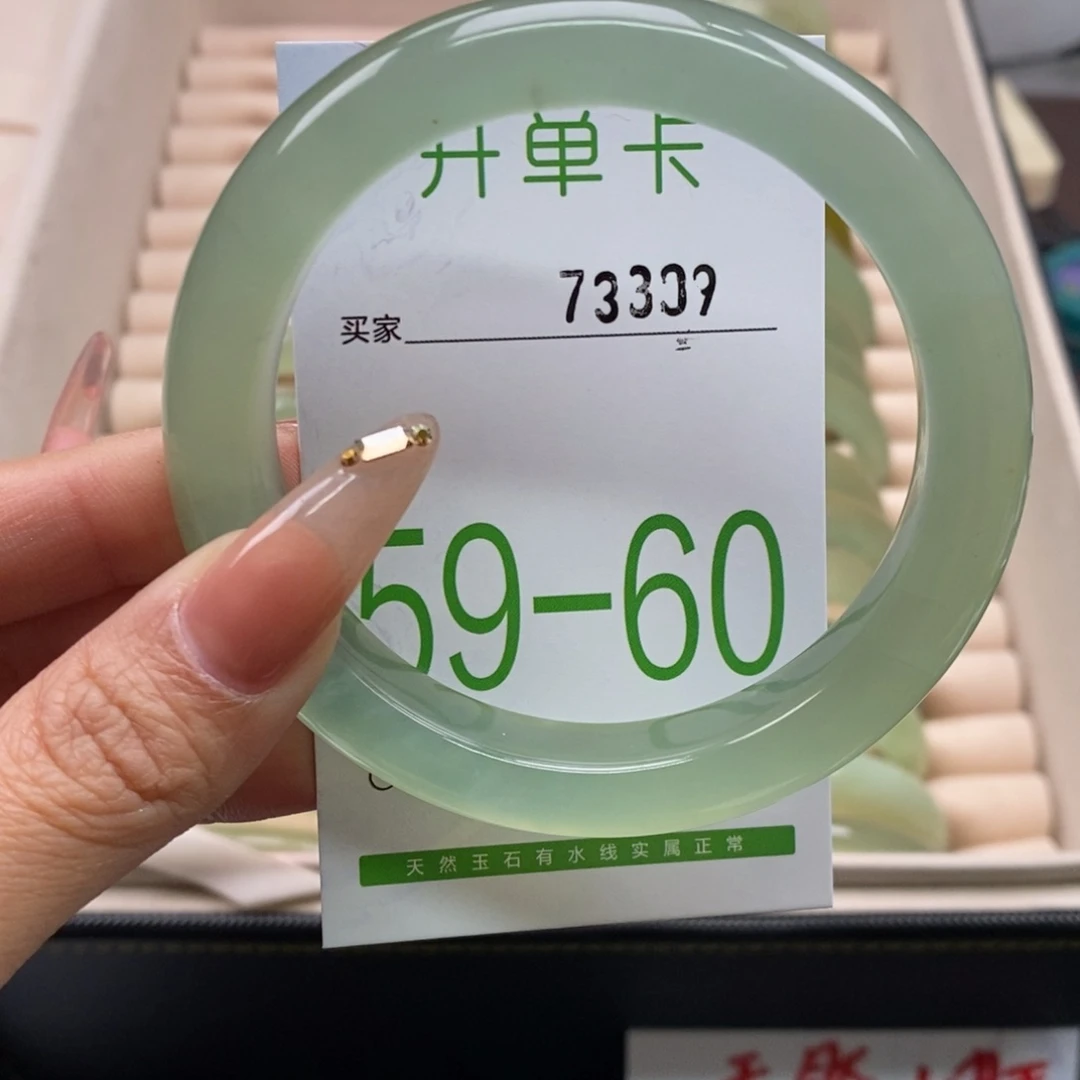 开单卡
买家 73309
59-60
天然玉石有水线实属正常